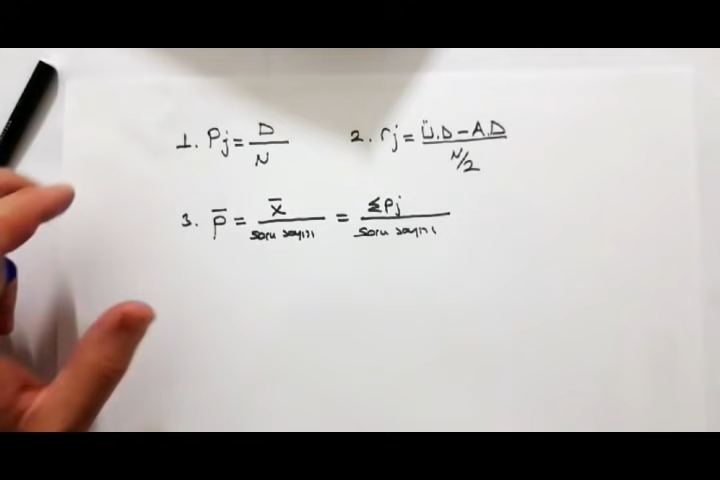 1. Pj = D / N    2. rj = Ü.D - A.D / N/2
3. p̄ = x̄ / soru sayısı = ΣPj / soru sayısı